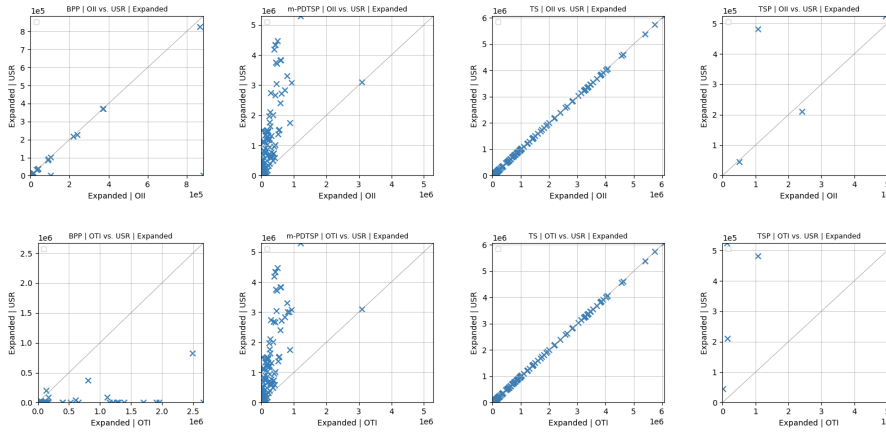 BPP | OII vs. USR | Expanded
1e5
Expanded | USR
8
7
6
5
4
3
2
1
0
0 2 4 6 8
1e5
Expanded | OII
m-PDTSP | OII vs. USR | Expanded
1e6
Expanded | USR
5
4
3
2
1
0
0 1 2 3 4 5
1e6
Expanded | OII
TS | OII vs. USR | Expanded
1e6
Expanded | USR
6
5
4
3
2
1
0
0 1 2 3 4 5 6
1e6
Expanded | OII
TSP | OII vs. USR | Expanded
1e5
Expanded | USR
5
4
3
2
1
0
0 1 2 3 4 5
Expanded | OII
BPP | OTI vs. USR | Expanded
1e6
Expanded | USR
2.5
2.0
1.5
1.0
0.5
0.0
0.0 0.5 1.0 1.5 2.0 2.5
1e6
Expanded | OTI
m-PDTSP | OTI vs. USR | Expanded
1e6
Expanded | USR
5
4
3
2
1
0
0 1 2 3 4 5
1e6
Expanded | OTI
TS | OTI vs. USR | Expanded
1e6
Expanded | USR
6
5
4
3
2
1
0
0 1 2 3 4 5 6
1e6
Expanded | OTI
TSP | OTI vs. USR | Expanded
1e5
Expanded | USR
5
4
3
2
1
0
0 1 2 3 4 5
Expanded | OTI